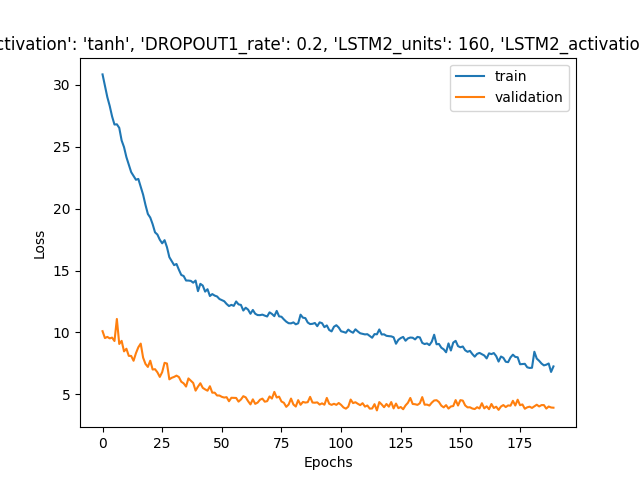 ctivation': 'tanh', 'DROPOUT1_rate': 0.2, 'LSTM2_units': 160, 'LSTM2_activatio
train
validation
30
25
20
15
10
5
Loss
0 25 50 75 100 125 150 175
Epochs